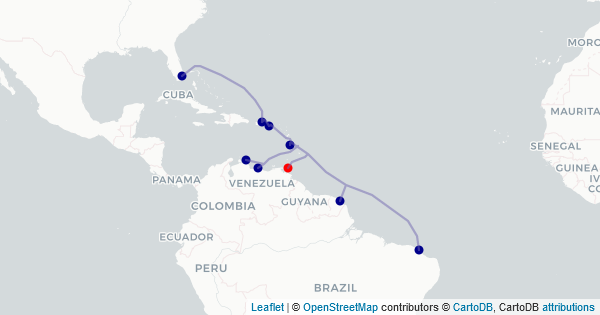 MORO
CUBA
MAURITA
SENEGAL
GUINEA
IV
CO
PANAMA
VENEZUELA
GUYANA
COLOMBIA
ECUADOR
PERU
BRAZIL
Leaflet | © OpenStreetMap contributors © CartoDB, CartoDB attributions